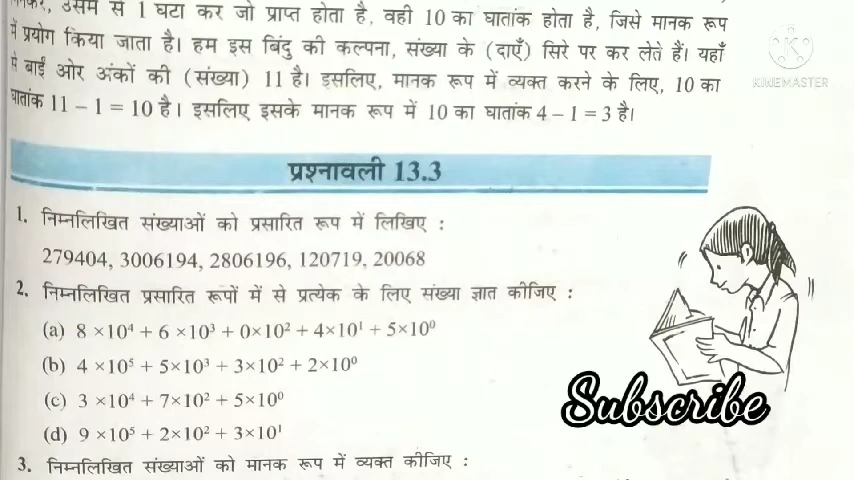 उसमें से 1 घटा कर जो प्राप्त होता है, वही 10 का घातांक होता है, जिसे मानक रूप
में प्रयोग किया जाता है। हम इस बिंदु की कल्पना, संख्या के (दाएँ) सिरे पर कर लेते हैं। यहाँ
से बाईं ओर अंकों की (संख्या) 11 है। इसलिए, मानक रूप में व्यक्त करने के लिए, 10 का
घातांक 11 – 1 = 10 है। इसलिए इसके मानक रूप में 10 का घातांक 4 – 1 = 3 है।
KINEMASTER
प्रश्नावली 13.3
1. निम्नलिखित संख्याओं को प्रसारित रूप में लिखिए :
279404, 3006194, 2806196, 120719, 20068
2. निम्नलिखित प्रसारित रूपों में से प्रत्येक के लिए संख्या ज्ञात कीजिए :
(a) 8 ×10⁴ + 6 ×10³ + 0×10² + 4×10¹ + 5×10⁰
(b) 4 ×10⁵ + 5×10³ + 3×10² + 2×10⁰
(c) 3 ×10⁴ + 7×10² + 5×10⁰
(d) 9 ×10⁵ + 2×10² + 3×10¹
Subscribe
3. निम्नलिखित संख्याओं को मानक रूप में व्यक्त कीजिए :